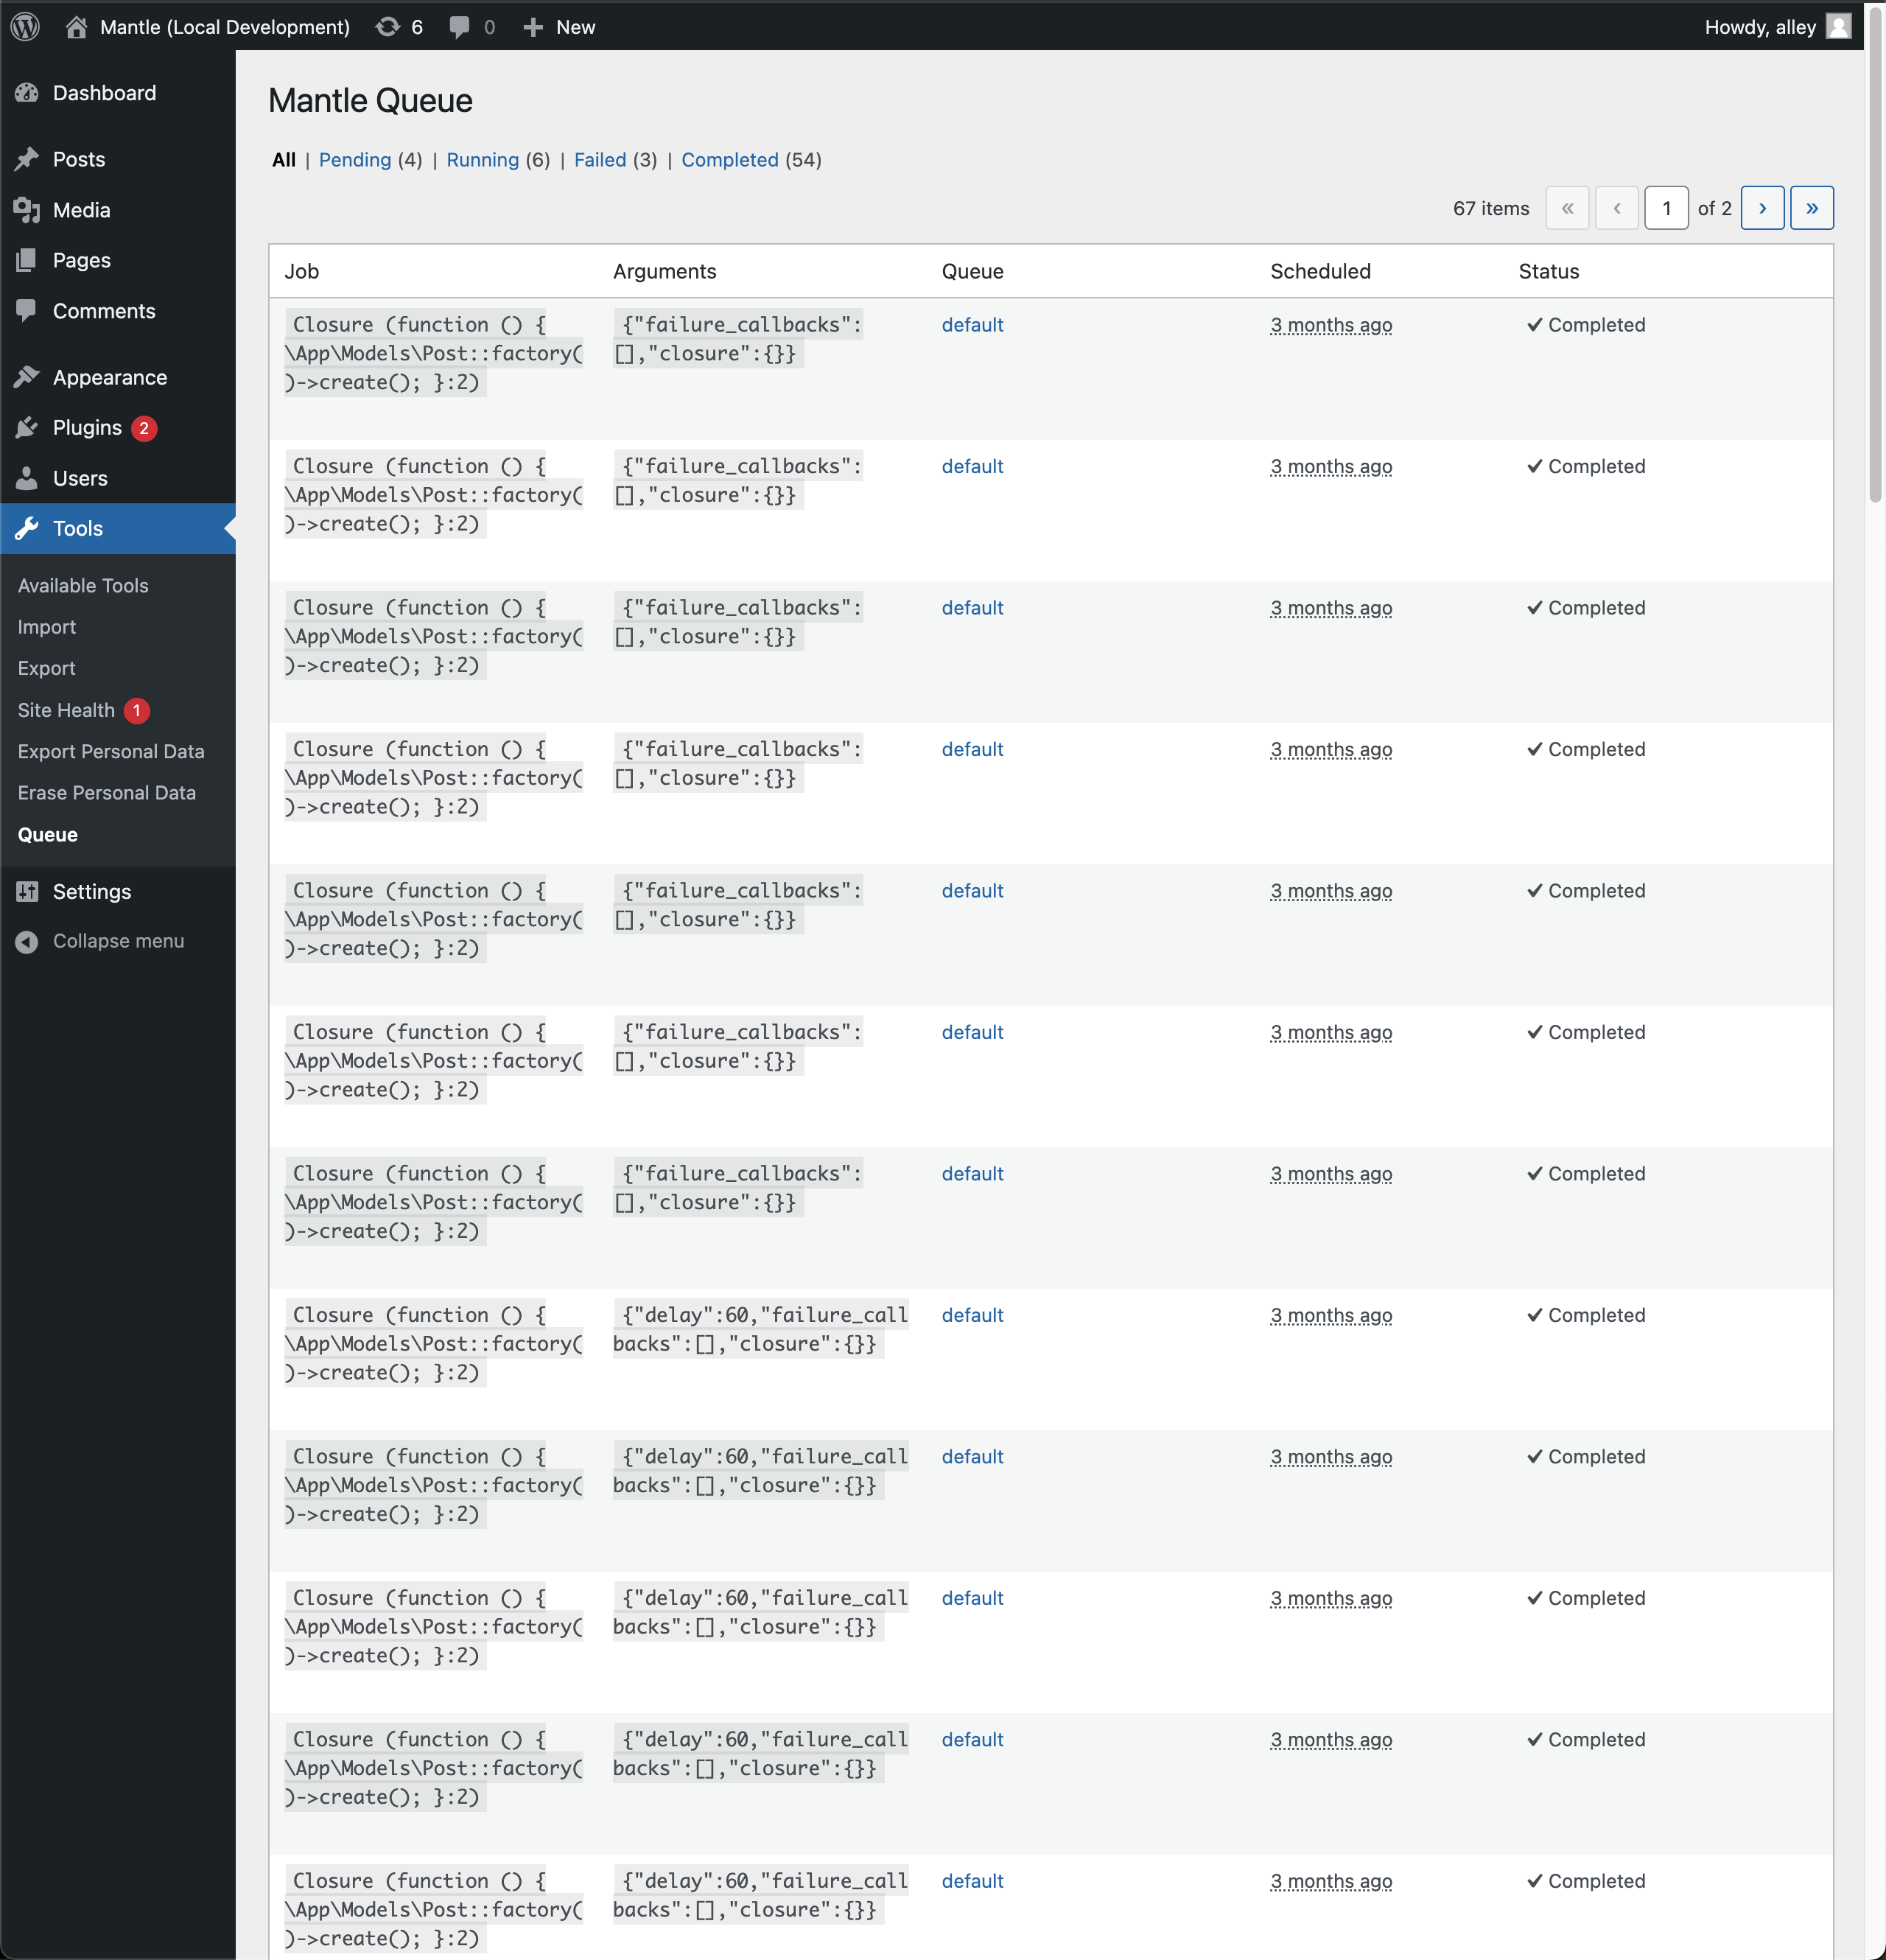 Mantle (Local Development) 6 0 + New Howdy, alley
Dashboard
Posts
Media
Pages
Comments
Appearance
Plugins 2
Users
Tools
Available Tools
Import
Export
Site Health 1
Export Personal Data
Erase Personal Data
Queue
Settings
Collapse menu
Mantle Queue
All | Pending (4) | Running (6) | Failed (3) | Completed (54)
67 items « ‹ 1 of 2 › »
Job Arguments Queue Scheduled Status
Closure (function () { {"failure_callbacks": default 3 months ago ✔ Completed
\App\Models\Post::factory( [],"closure":{}}
)->create(); }:2)
Closure (function () { {"failure_callbacks": default 3 months ago ✔ Completed
\App\Models\Post::factory( [],"closure":{}}
)->create(); }:2)
Closure (function () { {"failure_callbacks": default 3 months ago ✔ Completed
\App\Models\Post::factory( [],"closure":{}}
)->create(); }:2)
Closure (function () { {"failure_callbacks": default 3 months ago ✔ Completed
\App\Models\Post::factory( [],"closure":{}}
)->create(); }:2)
Closure (function () { {"failure_callbacks": default 3 months ago ✔ Completed
\App\Models\Post::factory( [],"closure":{}}
)->create(); }:2)
Closure (function () { {"failure_callbacks": default 3 months ago ✔ Completed
\App\Models\Post::factory( [],"closure":{}}
)->create(); }:2)
Closure (function () { {"failure_callbacks": default 3 months ago ✔ Completed
\App\Models\Post::factory( [],"closure":{}}
)->create(); }:2)
Closure (function () { {"delay":60,"failure_call default 3 months ago ✔ Completed
\App\Models\Post::factory( backs":[],"closure":{}}
)->create(); }:2)
Closure (function () { {"delay":60,"failure_call default 3 months ago ✔ Completed
\App\Models\Post::factory( backs":[],"closure":{}}
)->create(); }:2)
Closure (function () { {"delay":60,"failure_call default 3 months ago ✔ Completed
\App\Models\Post::factory( backs":[],"closure":{}}
)->create(); }:2)
Closure (function () { {"delay":60,"failure_call default 3 months ago ✔ Completed
\App\Models\Post::factory( backs":[],"closure":{}}
)->create(); }:2)
Closure (function () { {"delay":60,"failure_call default 3 months ago ✔ Completed
\App\Models\Post::factory( backs":[],"closure":{}}
)->create(); }:2)